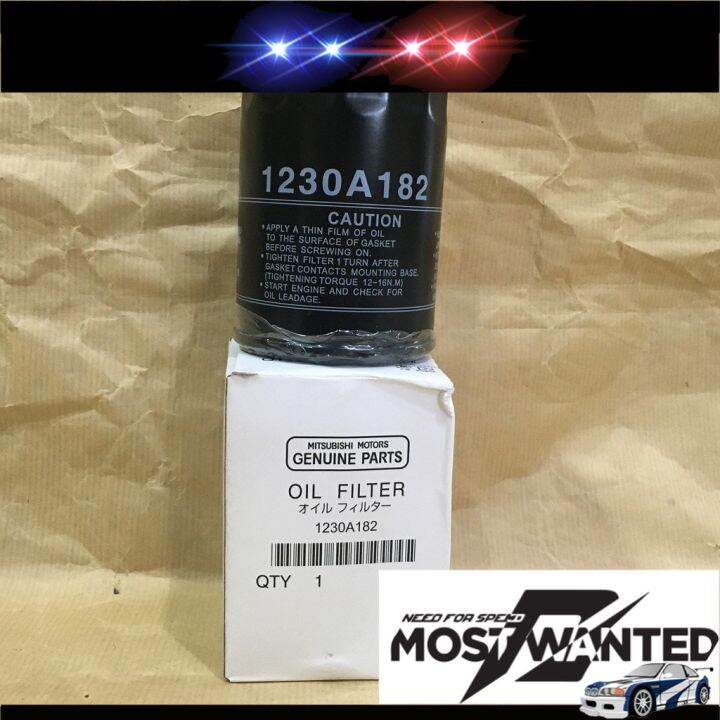 1230A182
CAUTION
• APPLY A THIN FILM OF OIL
TO THE SURFACE OF GASKET
BEFORE SCREWING ON.
• TIGHTEN FILTER 1 TURN AFTER
GASKET CONTACTS MOUNTING BASE.
(TIGHTENING TORQUE 12-16N.M)
• START ENGINE AND CHECK FOR
OIL LEADAGE.
MITSUBISHI MOTORS
GENUINE PARTS
OIL FILTER
オイル フィルター
1230A182
QTY 1
NEED FOR SPEED
MOST WANTED